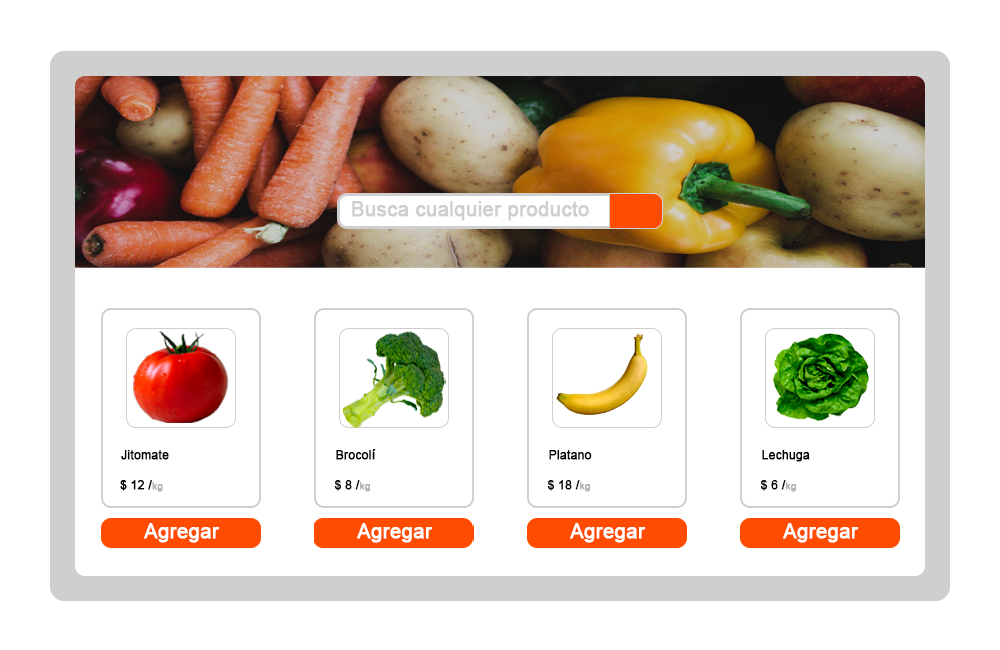 Busca cualquier producto
Jitomate
$ 12 /kg
Agregar
Brocolí
$ 8 /kg
Agregar
Platano
$ 18 /kg
Agregar
Lechuga
$ 6 /kg
Agregar